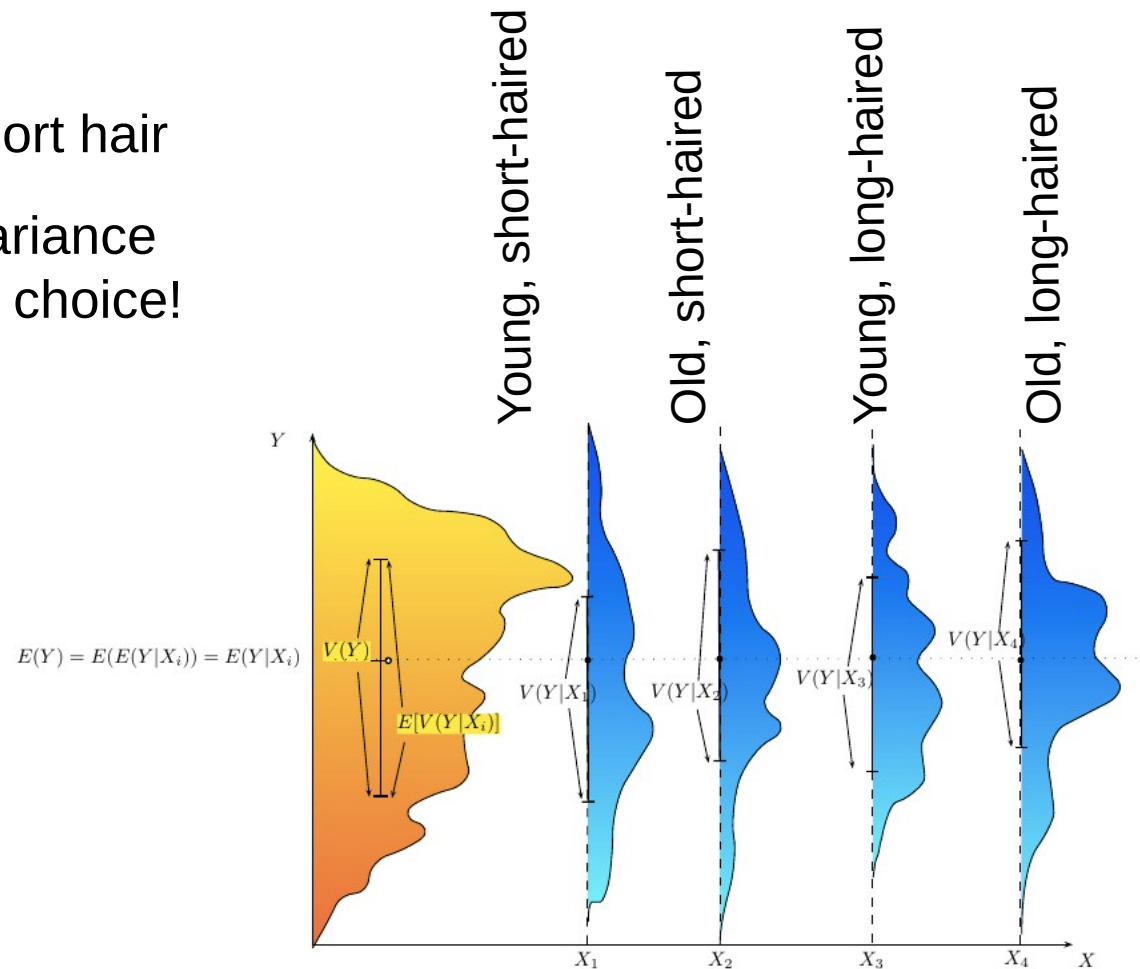 ort hair
ariance
choice!
Young, short-haired
Old, short-haired
Young, long-haired
Old, long-haired
Y
E(Y) = E(E(Y|X_i)) = E(Y|X_i)
V(Y)
E[V(Y|X_i)]
V(Y|X_1)
V(Y|X_2)
V(Y|X_3)
V(Y|X_4)
X_1
X_2
X_3
X_4
X